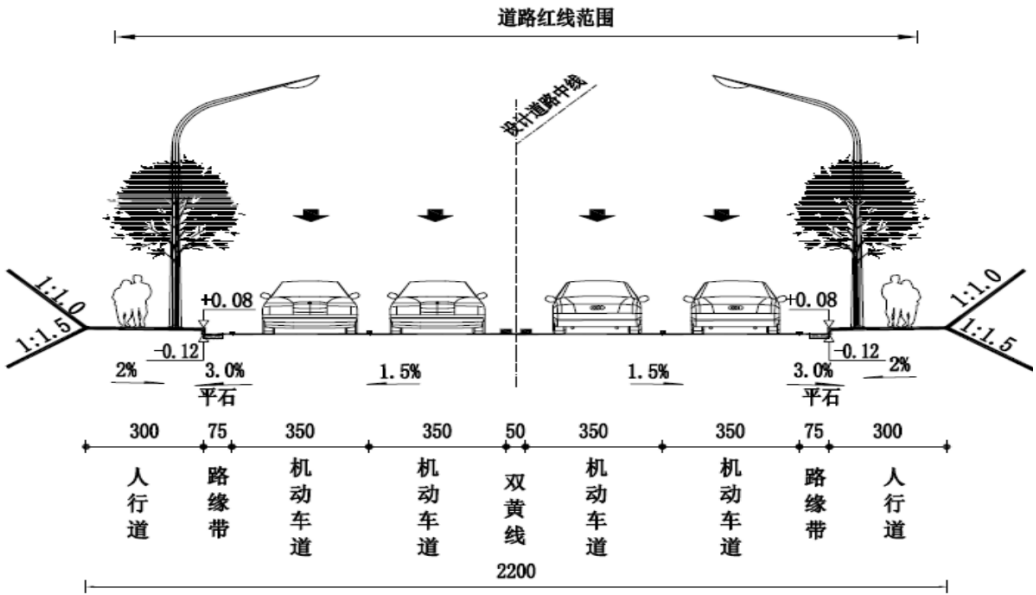 道路红线范围
设计道路中线
1:1.0
1:1.5
+0.08
-0.12
+0.08
-0.12
1:1.0
1:1.5
2%
3.0%
1.5%
1.5%
3.0%
2%
平石
平石
300 75 350 350 50 350 350 75 300
人行道
路缘带
机动车道
机动车道
双黄线
机动车道
机动车道
路缘带
人行道
2200